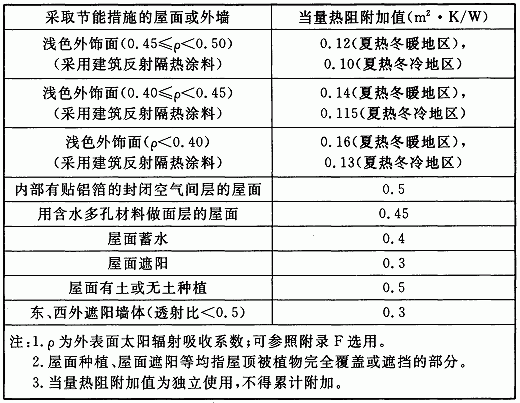 采取节能措施的屋面或外墙 当量热阻附加值(m²·K/W)
浅色外饰面(0.45≤ρ<0.50) 0.12(夏热冬暖地区),
(采用建筑反射隔热涂料) 0.10(夏热冬冷地区)
浅色外饰面(0.40≤ρ<0.45) 0.14(夏热冬暖地区),
(采用建筑反射隔热涂料) 0.115(夏热冬冷地区)
浅色外饰面(ρ<0.40) 0.16(夏热冬暖地区),
(采用建筑反射隔热涂料) 0.13(夏热冬冷地区)
内部有贴铝箔的封闭空气间层的屋面 0.5
用含水多孔材料做面层的屋面 0.45
屋面蓄水 0.4
屋面遮阳 0.3
屋面有土或无土种植 0.5
东、西外遮阳墙体(透射比<0.5) 0.3
注:1.ρ为外表面太阳辐射吸收系数;可参照附录F选用。
2.屋面种植、屋面遮阳等均指屋顶被植物完全覆盖或遮挡的部分。
3.当量热阻附加值为独立使用,不得累计附加。